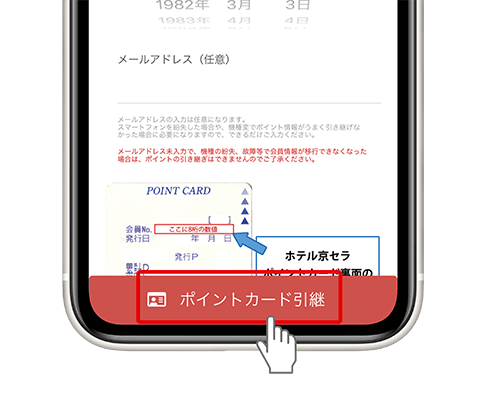 1982年 3月 3日
1983年 4月 4日
メールアドレス（任意）
メールアドレスの入力は任意になります。
スマートフォンを紛失した場合や、機種変でポイント情報がうまく引き継げな
かった場合に必要になりますので、できるだけご入力ください。
メールアドレス未入力で、機種の紛失、故障等で会員情報が移行できなくなった
場合は、ポイントの引き継ぎはできませんのでご了承ください。
POINT CARD
会員No. ここに8桁の数値
発行日 年 月 日
発行P
ホテル京セラ
ポイントカード裏面の
ポイントカード引継